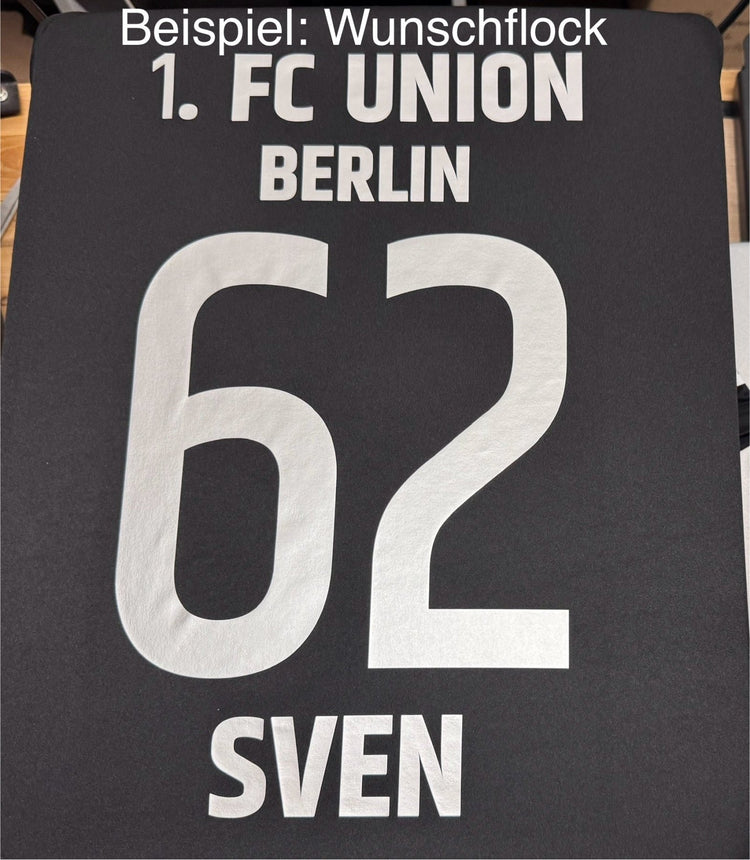 Beispiel: Wunschflock
1. FC UNION
BERLIN
62
SVEN